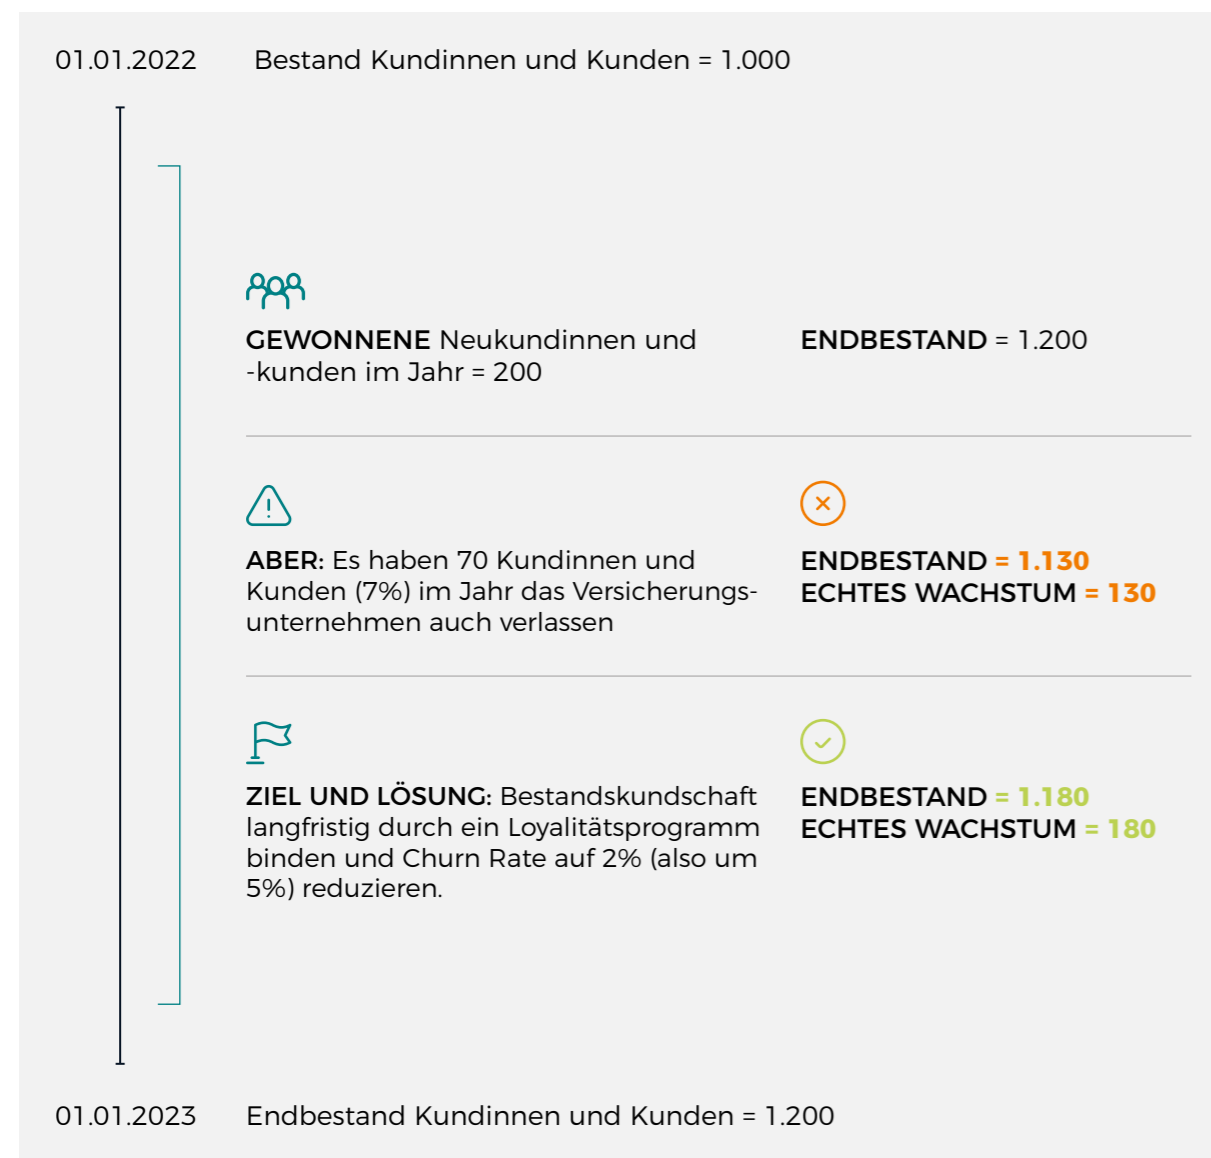 01.01.2022 Bestand Kundinnen und Kunden = 1.000
GEWONNENE Neukundinnen und
-kunden im Jahr = 200
ENDBESTAND = 1.200
ABER: Es haben 70 Kundinnen und
Kunden (7%) im Jahr das Versicherungs-
unternehmen auch verlassen
ENDBESTAND = 1.130
ECHTES WACHSTUM = 130
ZIEL UND LÖSUNG: Bestandskundschaft
langfristig durch ein Loyalitätsprogramm
binden und Churn Rate auf 2% (also um
5%) reduzieren.
ENDBESTAND = 1.180
ECHTES WACHSTUM = 180
01.01.2023 Endbestand Kundinnen und Kunden = 1.200